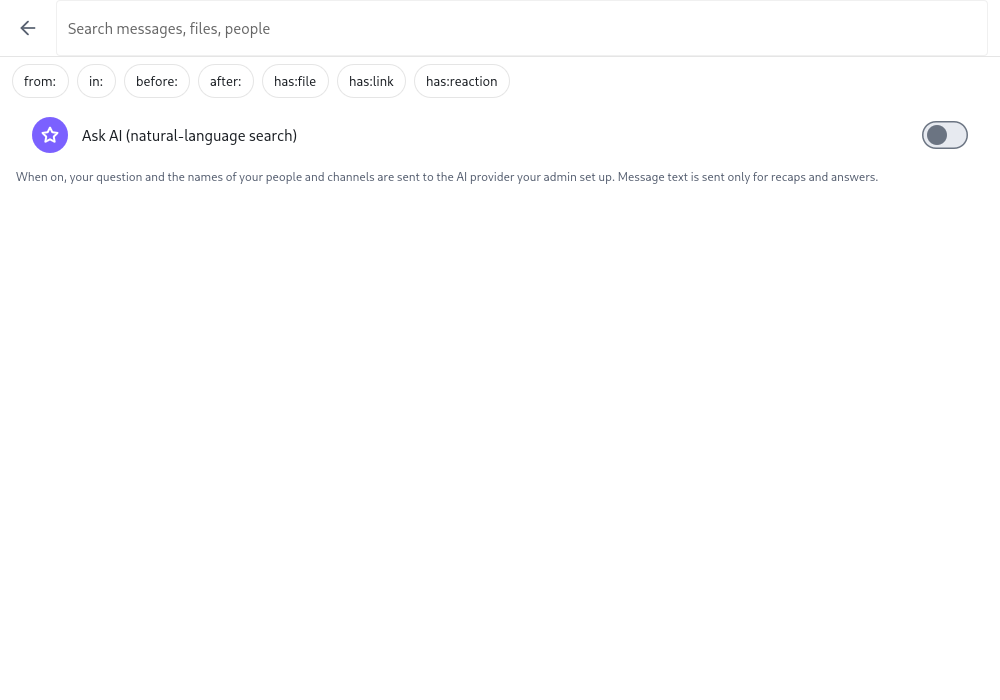 Search messages, files, people
from:
in:
before:
after:
has:file
has:link
has:reaction
Ask AI (natural-language search)
When on, your question and the names of your people and channels are sent to the AI provider your admin set up. Message text is sent only for recaps and answers.